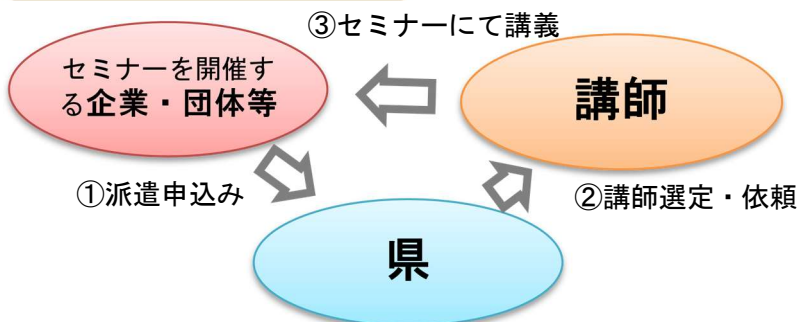 ③セミナーにて講義
セミナーを開催す
る企業・団体等
講師
①派遣申込み
②講師選定・依頼
県